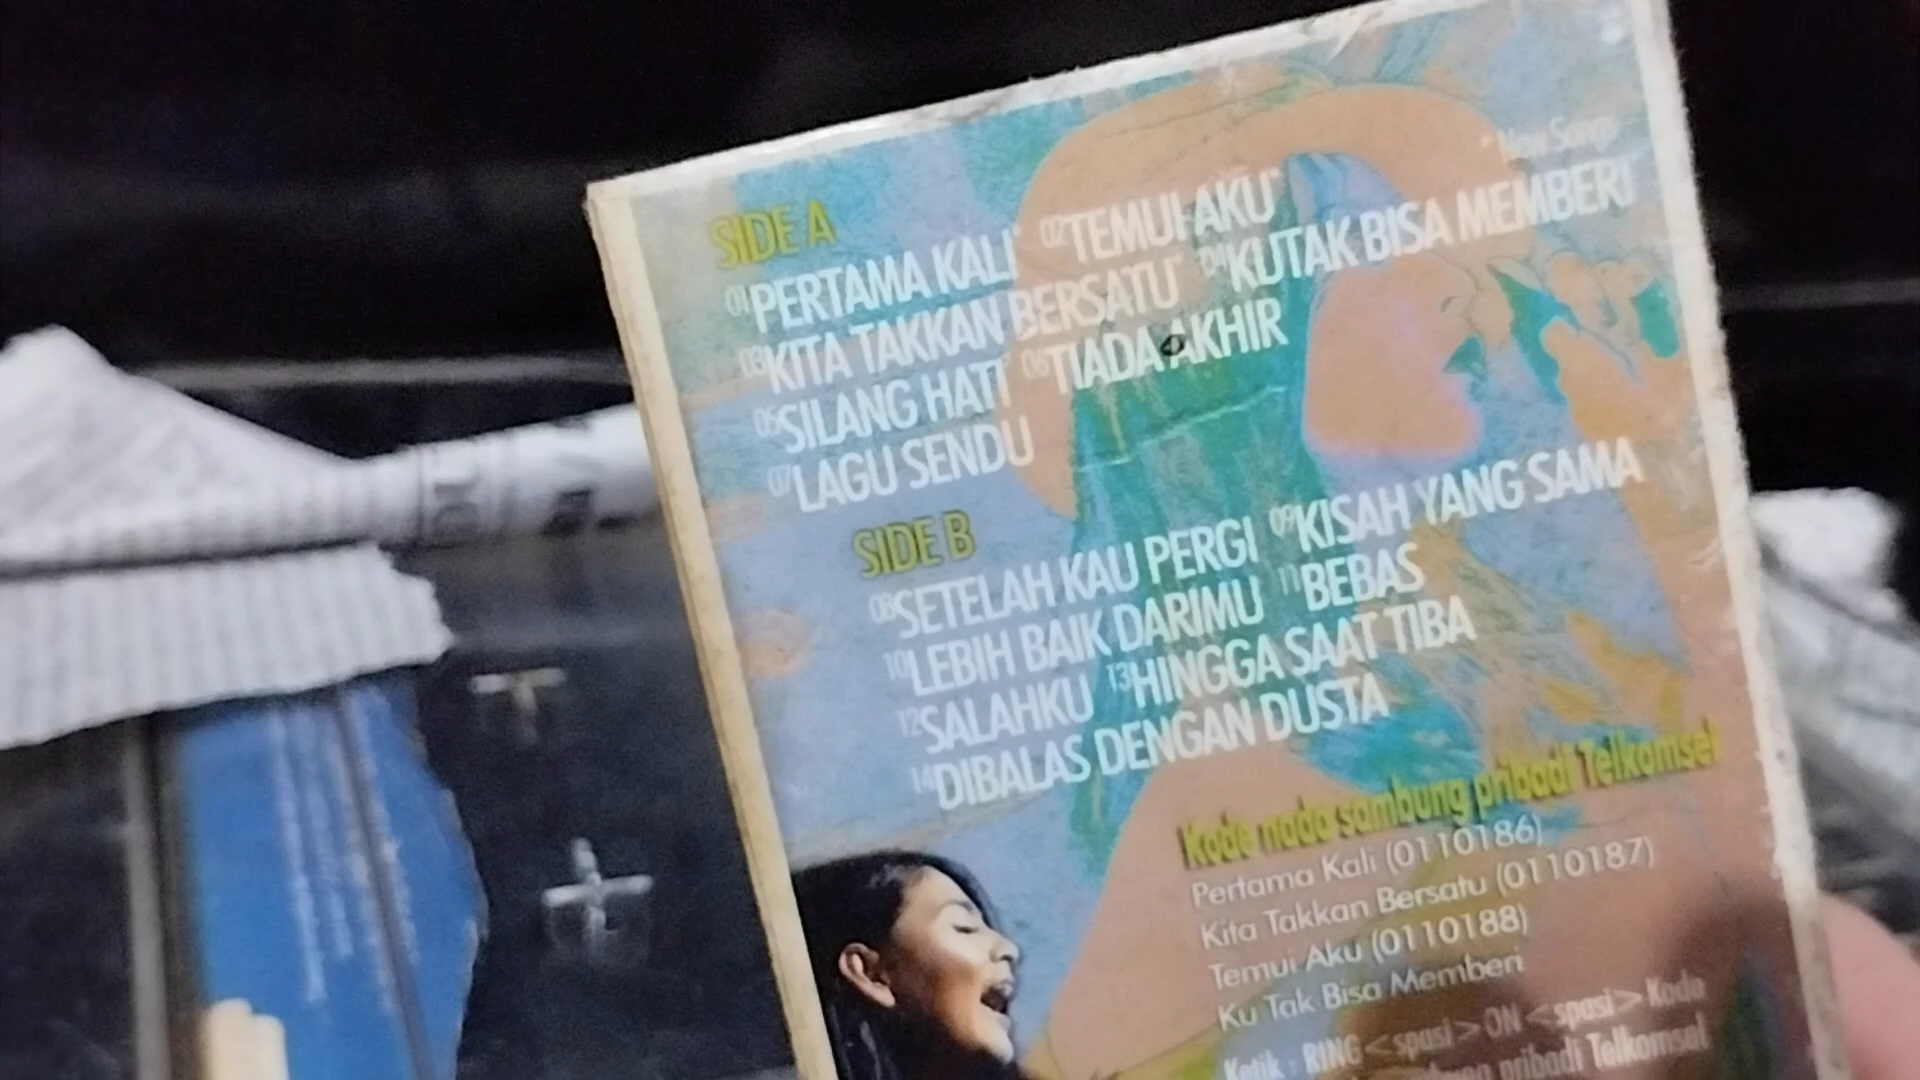 * New Songs
SIDE A
01 PERTAMA KALI* 02 TEMUI AKU*
03 KITA TAKKAN BERSATU* 04 KU TAK BISA MEMBERI
05 SILANG HATI 06 TIADA AKHIR
07 LAGU SENDU
SIDE B
08 SETELAH KAU PERGI 09 KISAH YANG SAMA
10 LEBIH BAIK DARIMU 11 BEBAS
12 SALAHKU 13 HINGGA SAAT TIBA
14 DIBALAS DENGAN DUSTA
Kode nada sambung pribadi Telkomsel
Pertama Kali (0110186)
Kita Takkan Bersatu (0110187)
Temui Aku (0110188)
Ku Tak Bisa Memberi
Ketik : RING <spasi> ON <spasi> Kode
pribadi Telkomsel